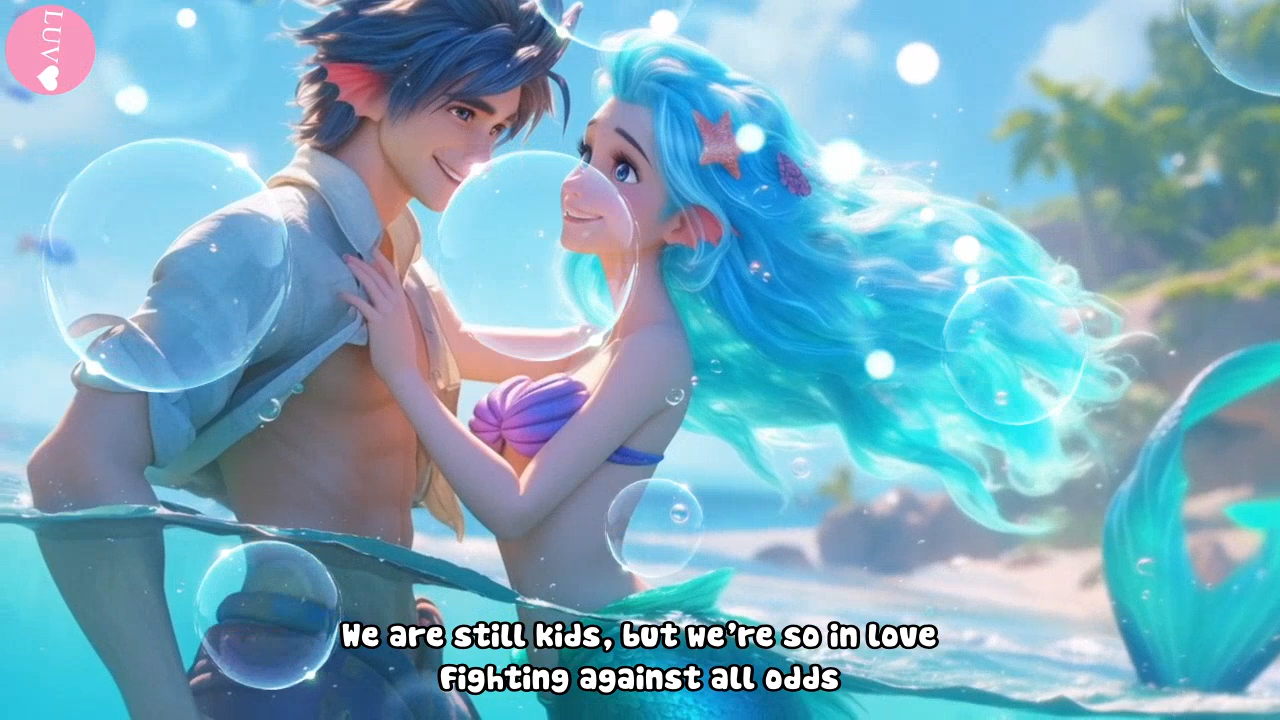 LUV
We are still kids, but we're so in love
Fighting against all odds